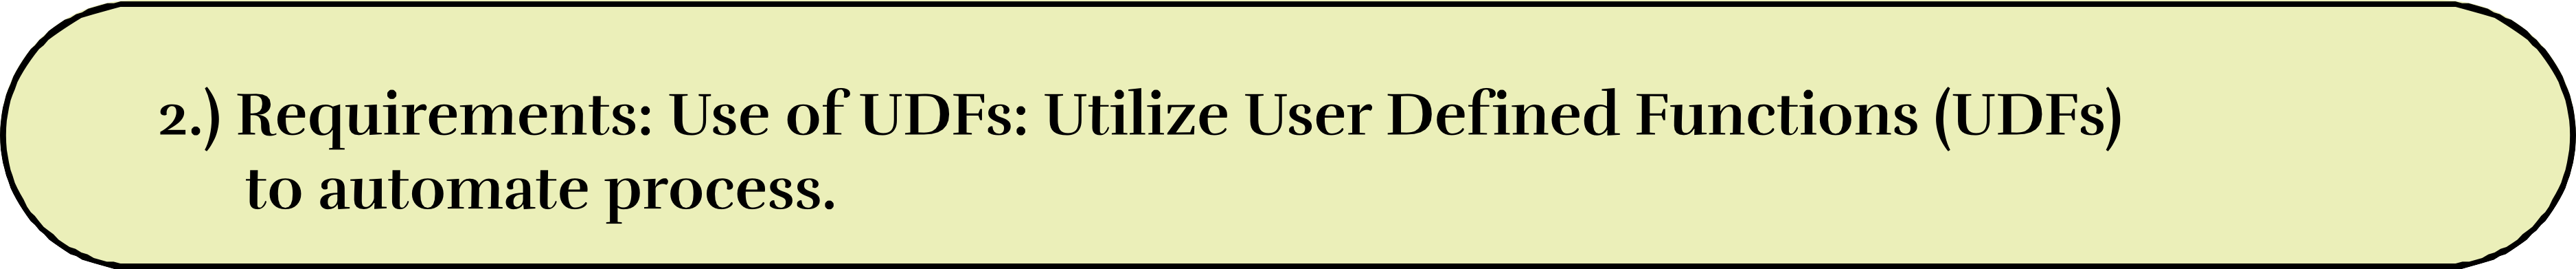 2.) Requirements: Use of UDFs: Utilize User Defined Functions (UDFs)
to automate process.